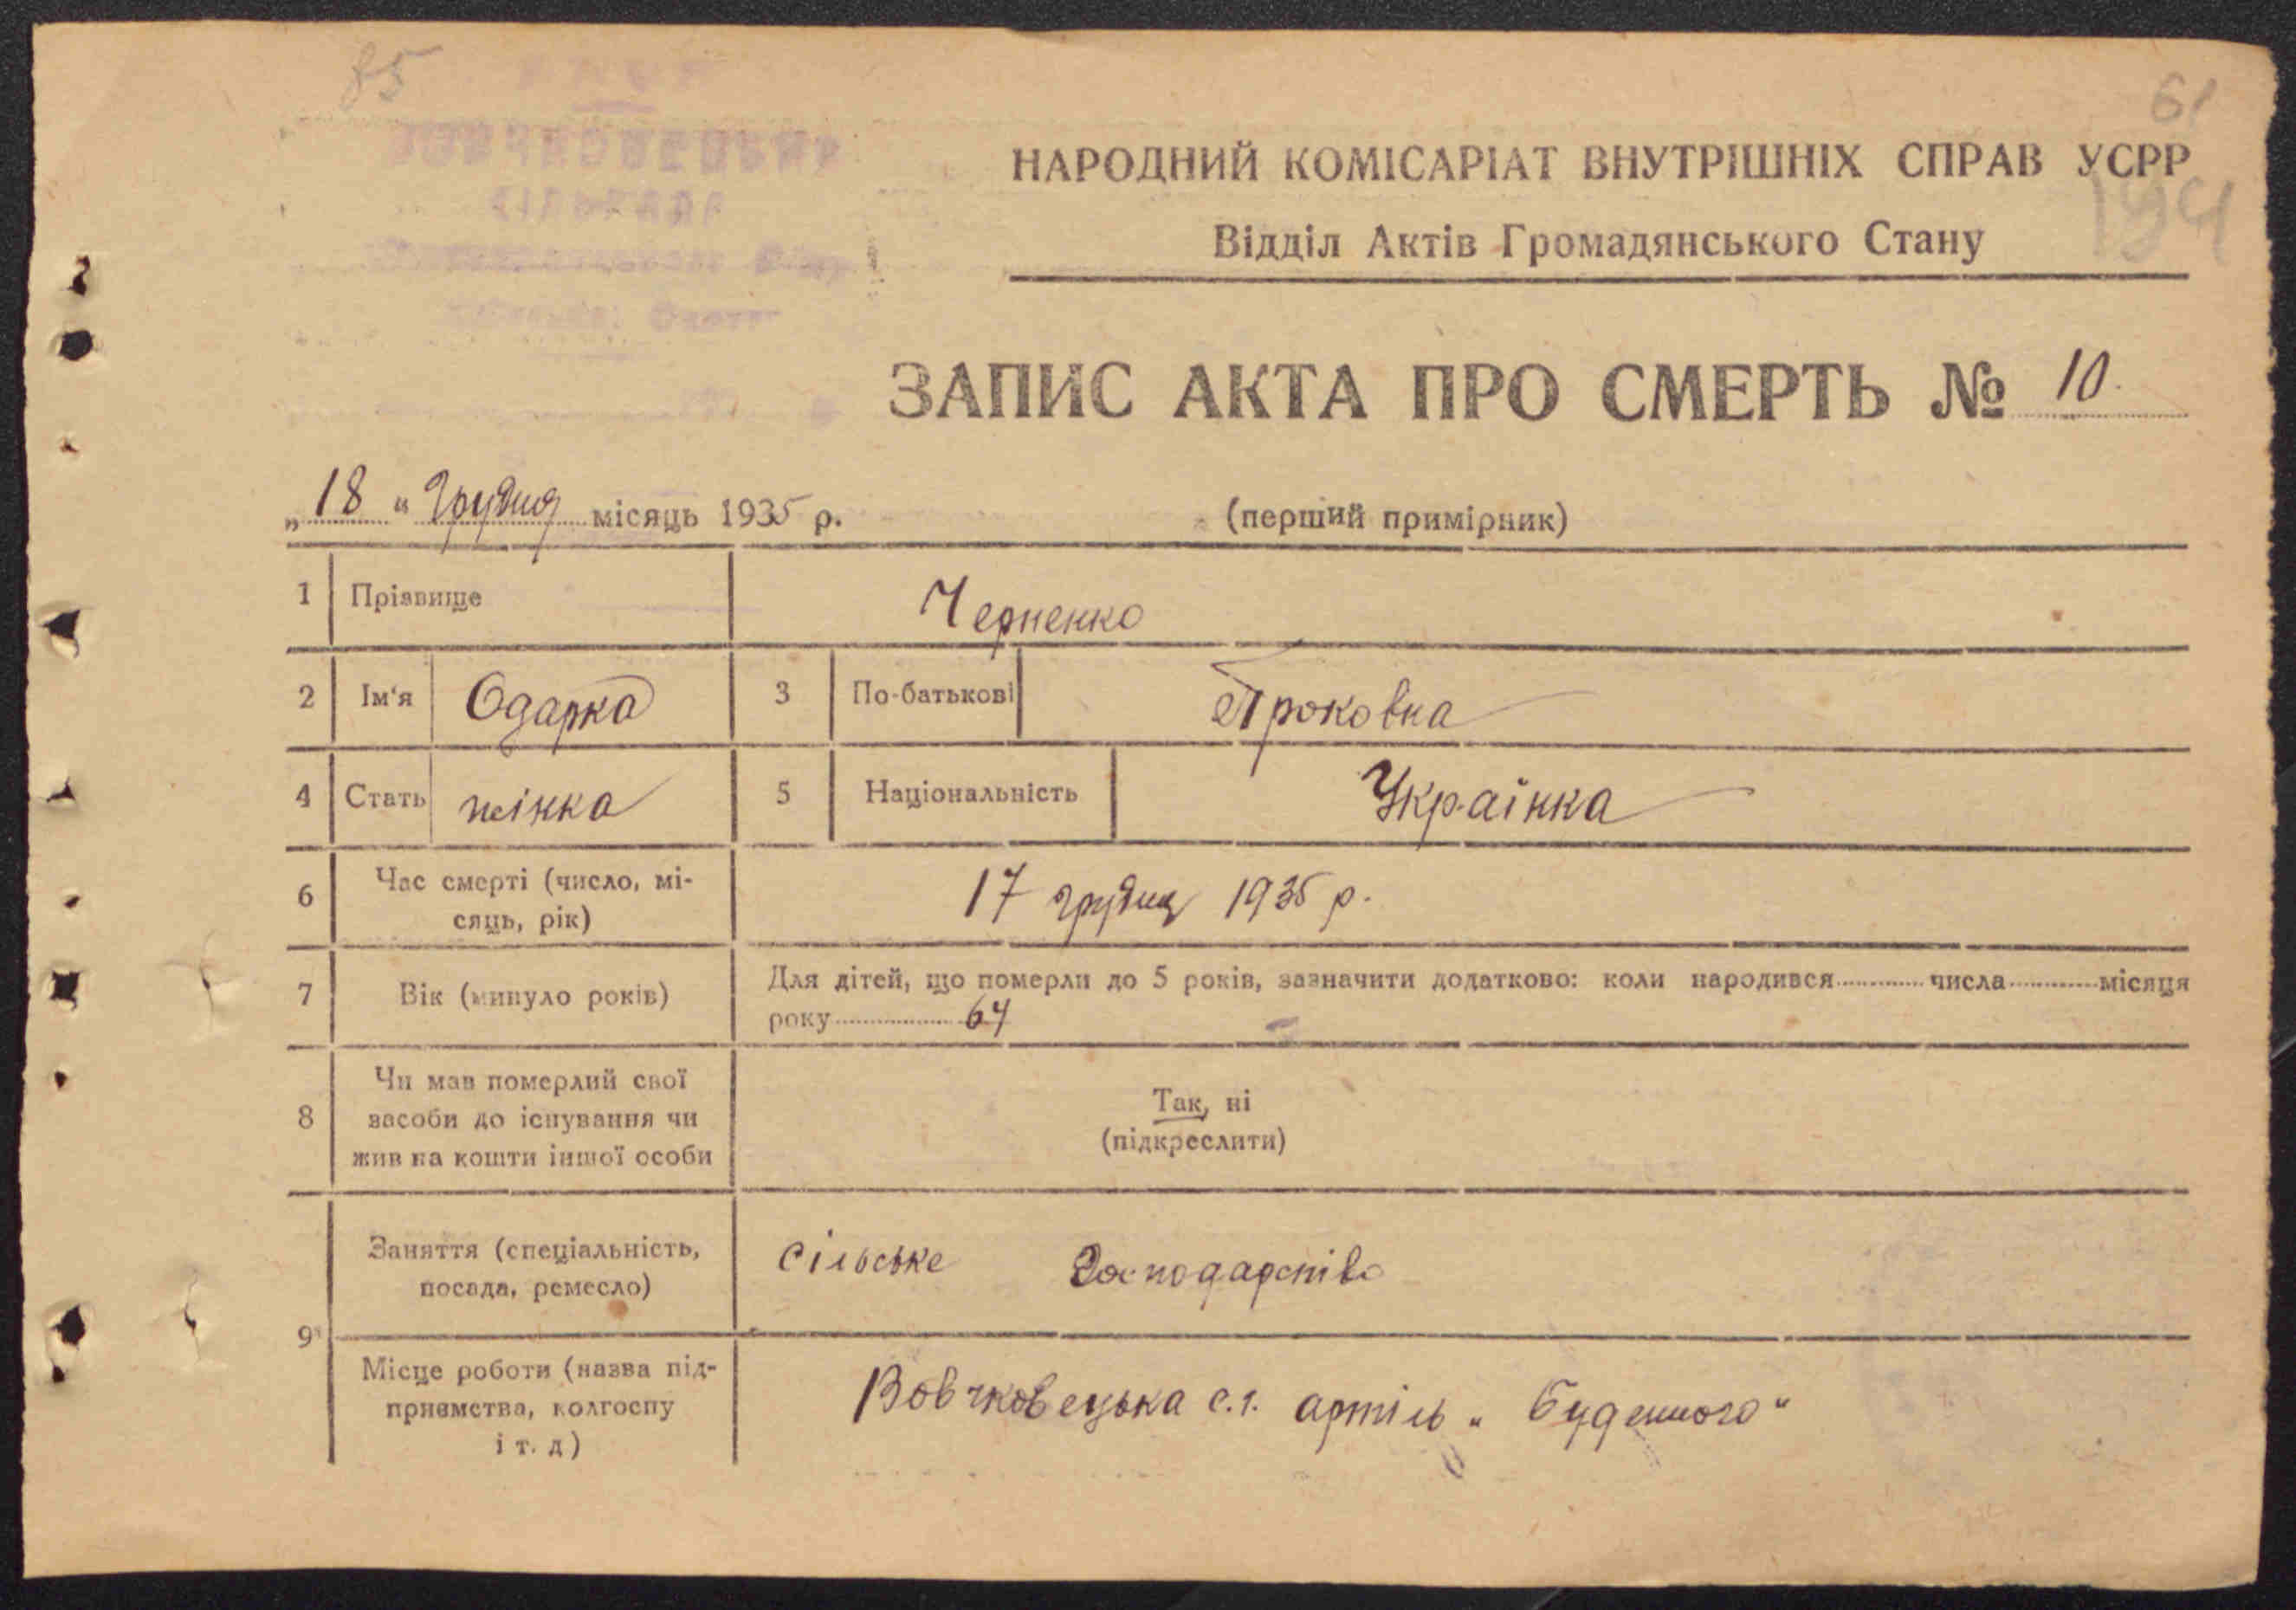 85
61
НАРОДНИЙ КОМІСАРІАТ ВНУТРІШНІХ СПРАВ УСРР
194
Відділ Актів Громадянського Стану
ЗАПИС АКТА ПРО СМЕРТЬ № 10.
„ 18 " Грудня місяць 1935 р.
(перший примірник)
1 Прізвище Черненко
2 Ім'я Одарка 3 По-батькові Проковна
4 Стать жінка 5 Національність Українка
6 Час смерті (число, мі-
сяць, рік)
17 грудня 1935 р.
7 Вік (минуло років)
Для дітей, що померли до 5 років, зазначити додатково: коли народився числа місяця
року 64
8
Чи мав померлий свої
засоби до існування чи
жив на кошти іншої особи
Так, ні
(підкреслити)
9
Заняття (спеціальність,
посада, ремесло)
Сільське Господарство
Місце роботи (назва під-
приємства, колгоспу
і т. д)
Вовчковецька с.г. артіль „ Буденного "